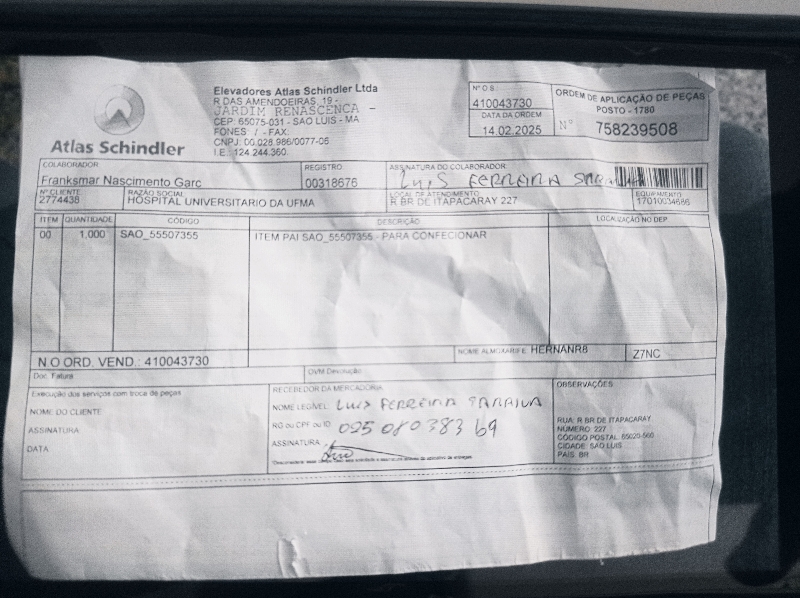 Atlas Schindler
Elevadores Atlas Schindler Ltda
R DAS AMENDOEIRAS, 19 -
JARDIM RENASCENCA -
CEP: 65075-031 - SAO LUIS - MA
FONES: / - FAX:
CNPJ: 00.028.986/0077-05
I.E: 124.244.360.
Nº O.S.
410043730
DATA DA ORDEM
14.02.2025
ORDEM DE APLICAÇÃO DE PEÇAS
POSTO - 1780
Nº 758239508
COLABORADOR
Franksmar Nascimento Garc
REGISTRO
00318676
ASSINATURA DO COLABORADOR
LUIS FERREIRA
Nº CLIENTE
2774438
RAZÃO SOCIAL
HOSPITAL UNIVERSITARIO DA UFMA
LOCAL DE ATENDIMENTO
R BR DE ITAPACARAY 227
EQUIPAMENTO
ITEM QUANTIDADE CÓDIGO DESCRIÇÃO LOCALIZAÇÃO NO DEP.
00 1,000 SAO_55507355 ITEM PAI SAO_55507355 - PARA CONFECIONAR
N.O ORD. VEND.: 410043730
NOME ALMOXARIFE: HERNANR8
Z7NC
Doc. Fatura
OVM Devolução
Execução dos serviços com troca de peças
NOME DO CLIENTE
ASSINATURA
DATA
RECEBEDOR DA MERCADORIA
NOME LEGÍVEL: LUIS FERREIRA SARAIVA
RG ou CPF ou ID: 025 080 383 69
ASSINATURA
OBSERVAÇÕES
RUA: R BR DE ITAPACARAY
NUMERO: 227
CÓDIGO POSTAL: 65020-560
CIDADE: SAO LUIS
PAIS: BR